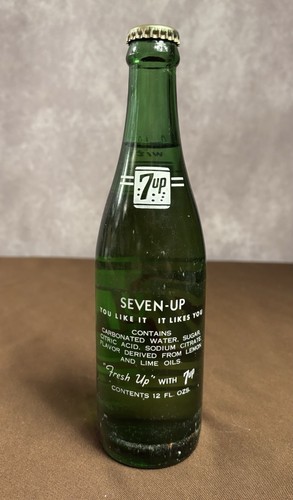 7up
SEVEN-UP
YOU LIKE IT IT LIKES YOU
CONTAINS
CARBONATED WATER, SUGAR,
CITRIC ACID, SODIUM CITRATE,
FLAVOR DERIVED FROM LEMON
AND LIME OILS.
"Fresh Up" WITH 7up
CONTENTS 12 FL. OZS.